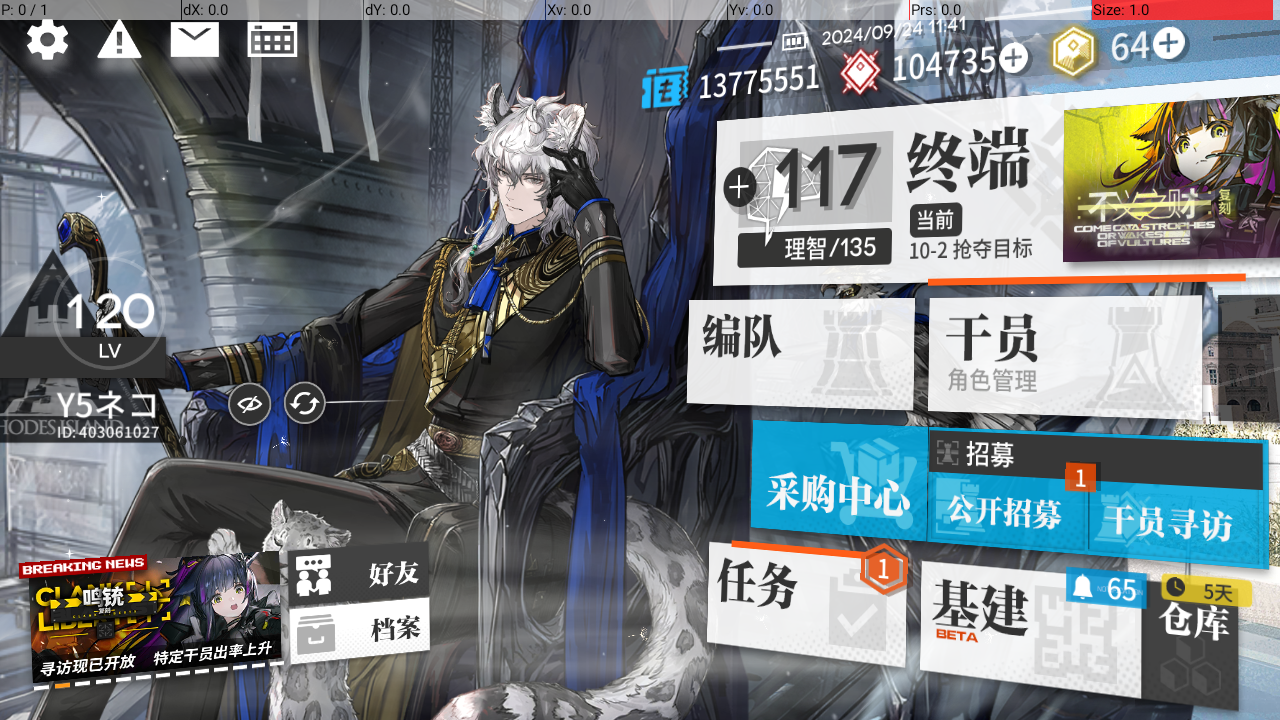 P: 0 / 1 dX: 0.0 dY: 0.0 Xv: 0.0 Yv: 0.0 Prs: 0.0 Size: 1.0
2024/09/24 11:41
13775551 104735 64
117
理智/135
终端
当前
10-2 抢夺目标
不义之财
复刻
COME CATASTROPHES
OR WAKES
OF VULTURES
120
LV
Y5ネコ
ID:403061027
编队
干员
角色管理
采购中心
招募
公开招募
1
干员寻访
任务
1
基建
BETA
65
5天
仓库
BREAKING NEWS
鸣铳
寻访现已开放 特定干员出率上升
好友
档案